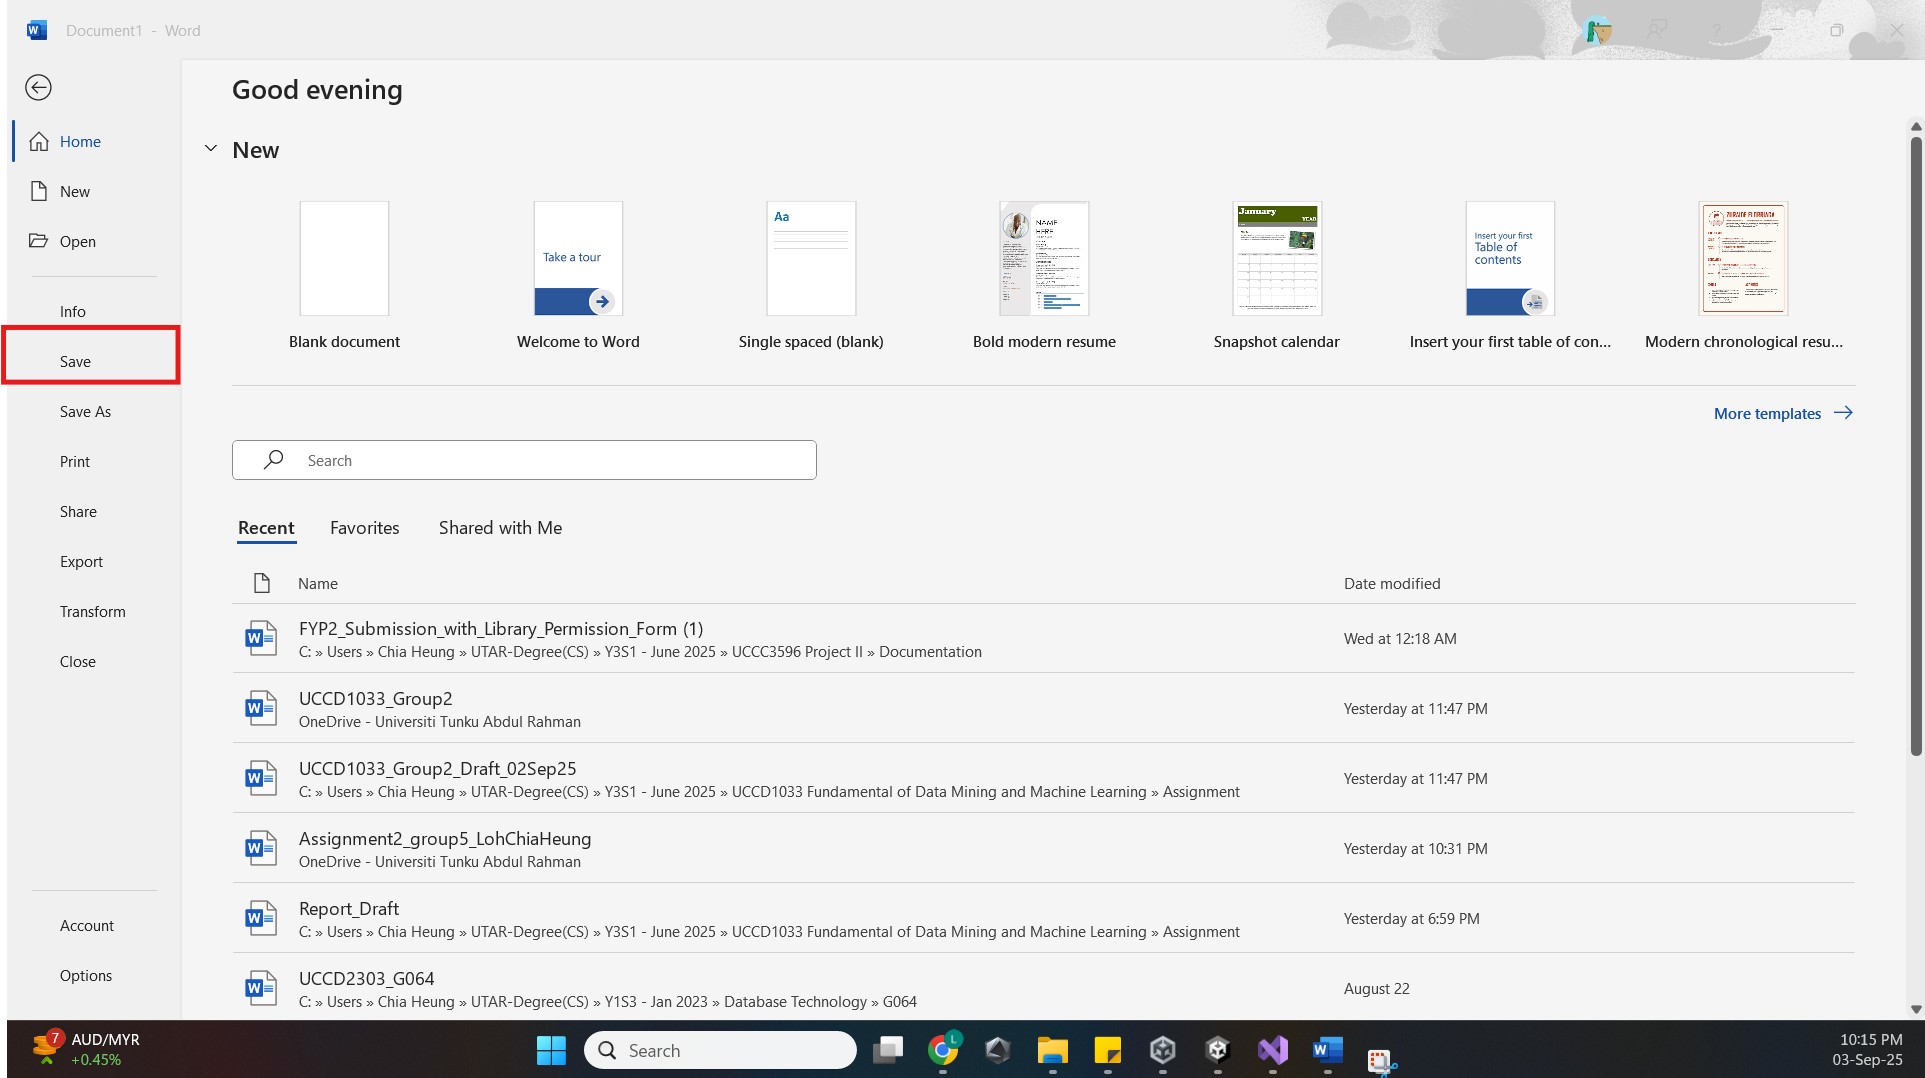 Document1 - Word
Good evening
Home
New
Open
Info
Save
Save As
Print
Share
Export
Transform
Close
Account
Options
New
Take a tour
Aa
NAME
HERE
January
YEAR
Insert your first
Table of
contents
Blank document
Welcome to Word
Single spaced (blank)
Bold modern resume
Snapshot calendar
Insert your first table of con...
Modern chronological resu...
More templates
Search
Recent Favorites Shared with Me
Name Date modified
FYP2_Submission_with_Library_Permission_Form (1)
C: » Users » Chia Heung » UTAR-Degree(CS) » Y3S1 - June 2025 » UCCC3596 Project II » Documentation
Wed at 12:18 AM
UCCD1033_Group2
OneDrive - Universiti Tunku Abdul Rahman
Yesterday at 11:47 PM
UCCD1033_Group2_Draft_02Sep25
C: » Users » Chia Heung » UTAR-Degree(CS) » Y3S1 - June 2025 » UCCD1033 Fundamental of Data Mining and Machine Learning » Assignment
Yesterday at 11:47 PM
Assignment2_group5_LohChiaHeung
OneDrive - Universiti Tunku Abdul Rahman
Yesterday at 10:31 PM
Report_Draft
C: » Users » Chia Heung » UTAR-Degree(CS) » Y3S1 - June 2025 » UCCD1033 Fundamental of Data Mining and Machine Learning » Assignment
Yesterday at 6:59 PM
UCCD2303_G064
C: » Users » Chia Heung » UTAR-Degree(CS) » Y1S3 - Jan 2023 » Database Technology » G064
August 22
7
AUD/MYR
+0.45%
Search
L
10:15 PM
03-Sep-25